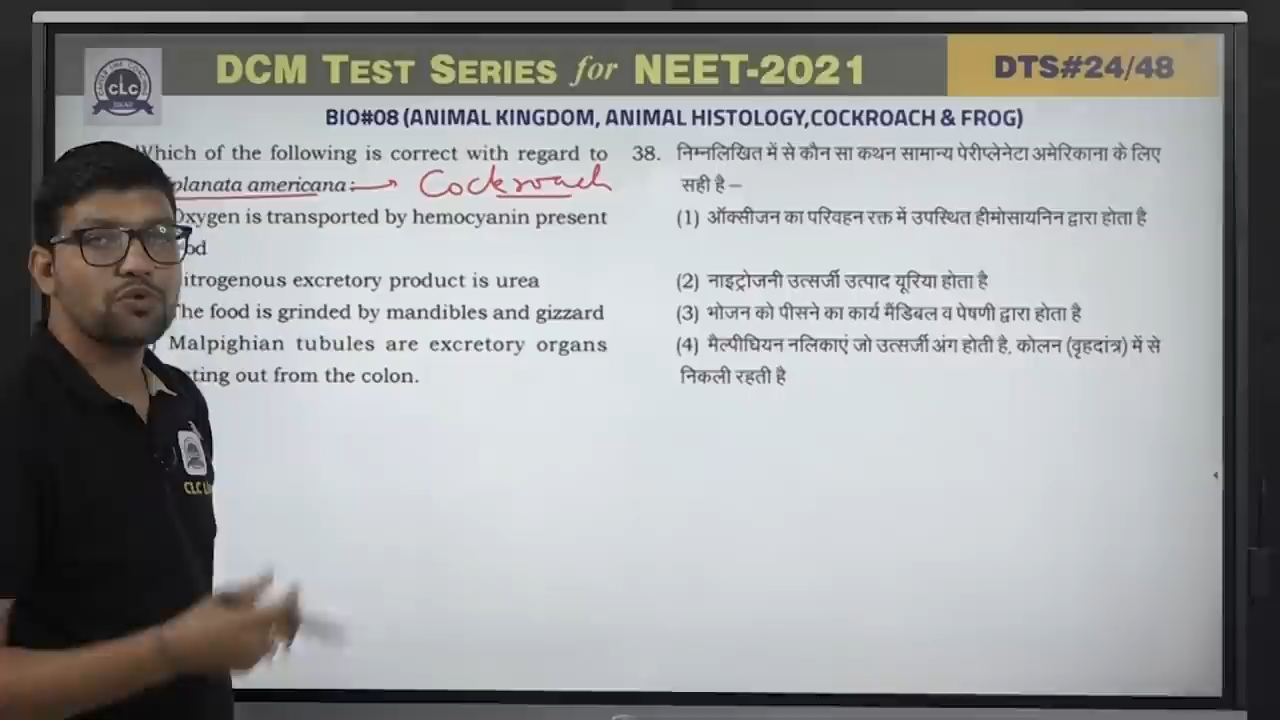 DCM TEST SERIES for NEET-2021
DTS#24/48
CLC
BIO#08 (ANIMAL KINGDOM, ANIMAL HISTOLOGY,COCKROACH & FROG)
Which of the following is correct with regard to
planata americana:→ Cockroach
Oxygen is transported by hemocyanin present
od
itrogenous excretory product is urea
The food is grinded by mandibles and gizzard
Malpighian tubules are excretory organs
ting out from the colon.
38. निम्नलिखित में से कौन सा कथन सामान्य पेरीप्लेनेटा अमेरिकाना के लिए
सही है –
(1) ऑक्सीजन का परिवहन रक्त में उपस्थित हीमोसायनिन द्वारा होता है
(2) नाइट्रोजनी उत्सर्जी उत्पाद यूरिया होता है
(3) भोजन को पीसने का कार्य मैंडिबल व पेषणी द्वारा होता है
(4) मैल्पीघियन नलिकाएं जो उत्सर्जी अंग होती है, कोलन (वृहदांत्र) में से
निकली रहती है
CLC